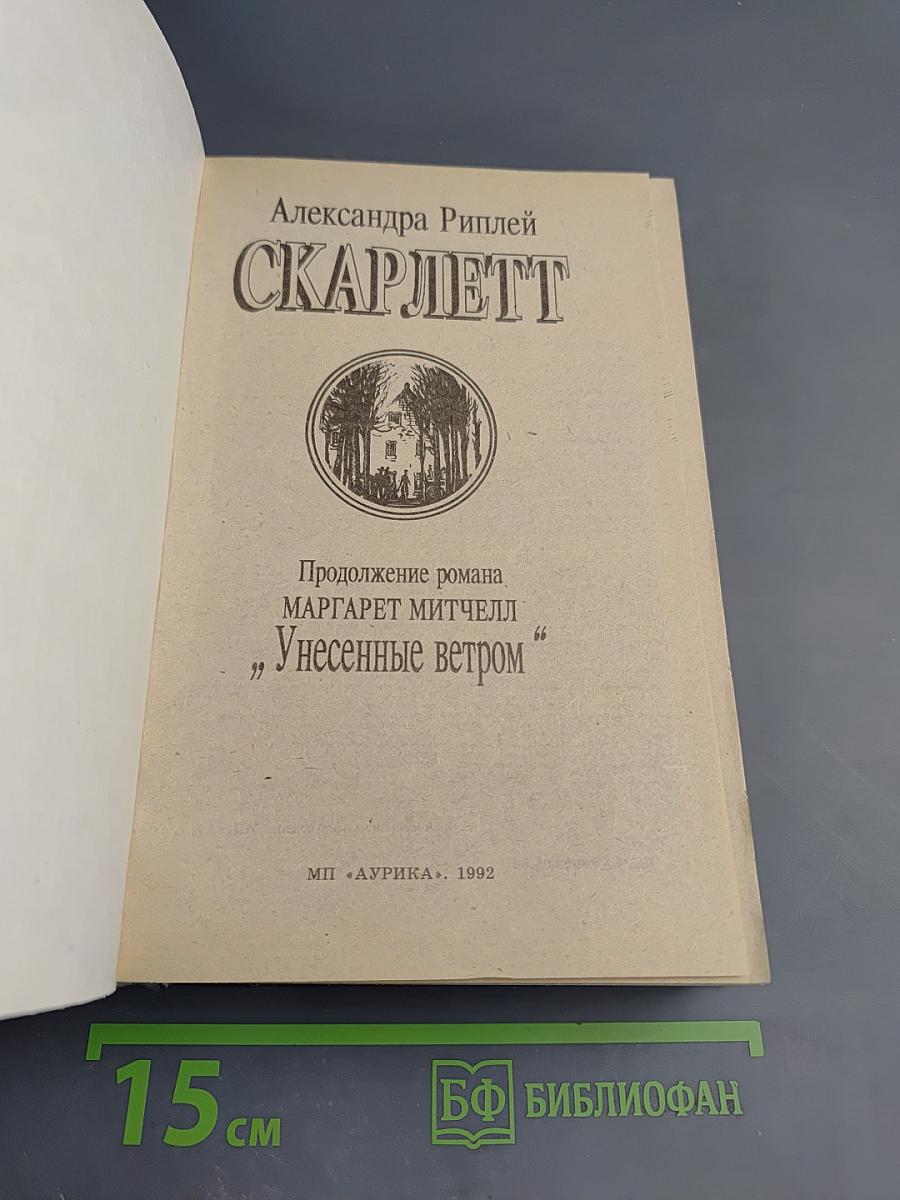 Александра Риплей
СКАРЛЕТТ
Продолжение романа
МАРГАРЕТ МИТЧЕЛЛ
„Унесенные ветром“
МП «АУРИКА». 1992
15 см
БФ БИБЛИОФАН